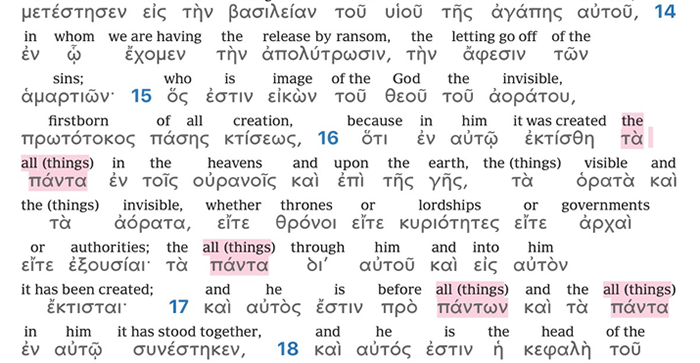 μετέστησεν εἰς τὴν βασιλείαν τοῦ υἱοῦ τῆς ἀγάπης αὐτοῦ, 14
in whom we are having the release by ransom, the letting go off of the
ἐν ᾧ ἔχομεν τὴν ἀπολύτρωσιν, τὴν ἄφεσιν τῶν
sins; who is image of the God the invisible,
ἁμαρτιῶν· 15 ὅς ἐστιν εἰκὼν τοῦ θεοῦ τοῦ ἀοράτου,
firstborn of all creation, because in him it was created the
πρωτότοκος πάσης κτίσεως, 16 ὅτι ἐν αὐτῷ ἐκτίσθη τὰ
all (things) in the heavens and upon the earth, the (things) visible and
πάντα ἐν τοῖς οὐρανοῖς καὶ ἐπὶ τῆς γῆς, τὰ ὁρατὰ καὶ
the (things) invisible, whether thrones or lordships or governments
τὰ ἀόρατα, εἴτε θρόνοι εἴτε κυριότητες εἴτε ἀρχαὶ
or authorities; the all (things) through him and into him
εἴτε ἐξουσίαι· τὰ πάντα δι’ αὐτοῦ καὶ εἰς αὐτὸν
it has been created; and he is before all (things) and the all (things)
ἔκτισται· 17 καὶ αὐτὸς ἔστιν πρὸ πάντων καὶ τὰ πάντα
in him it has stood together, and he is the head of the
ἐν αὐτῷ συνέστηκεν, 18 καὶ αὐτός ἐστιν ἡ κεφαλὴ τοῦ